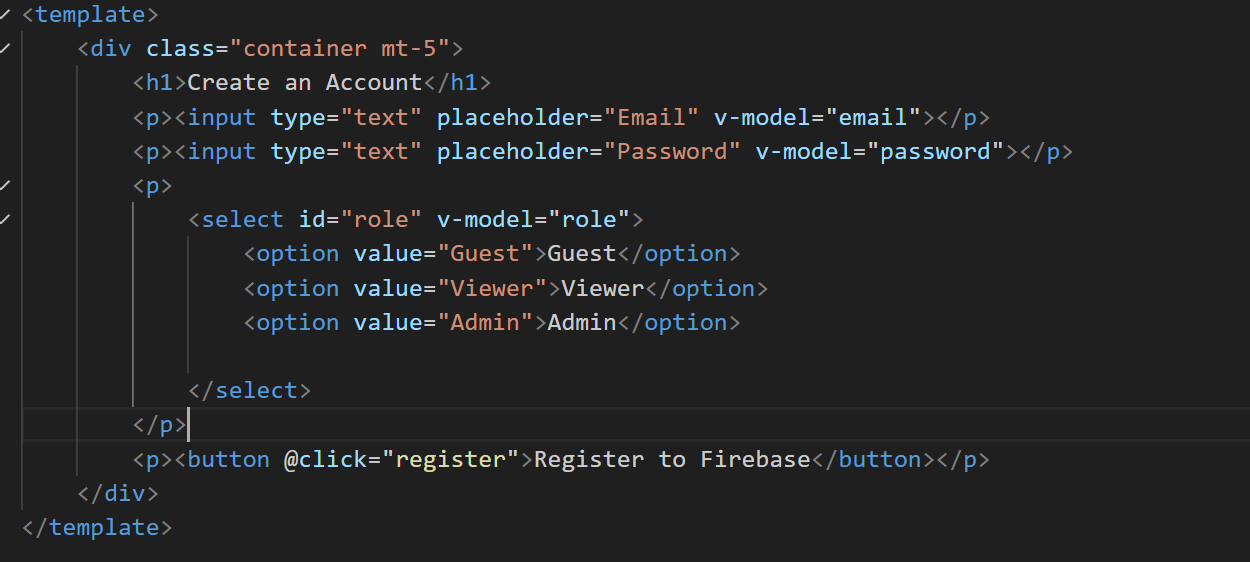 <template>
    <div class="container mt-5">
        <h1>Create an Account</h1>
        <p><input type="text" placeholder="Email" v-model="email"></p>
        <p><input type="text" placeholder="Password" v-model="password"></p>
        <p>
            <select id="role" v-model="role">
                <option value="Guest">Guest</option>
                <option value="Viewer">Viewer</option>
                <option value="Admin">Admin</option>
            </select>
        </p>
        <p><button @click="register">Register to Firebase</button></p>
    </div>
</template>